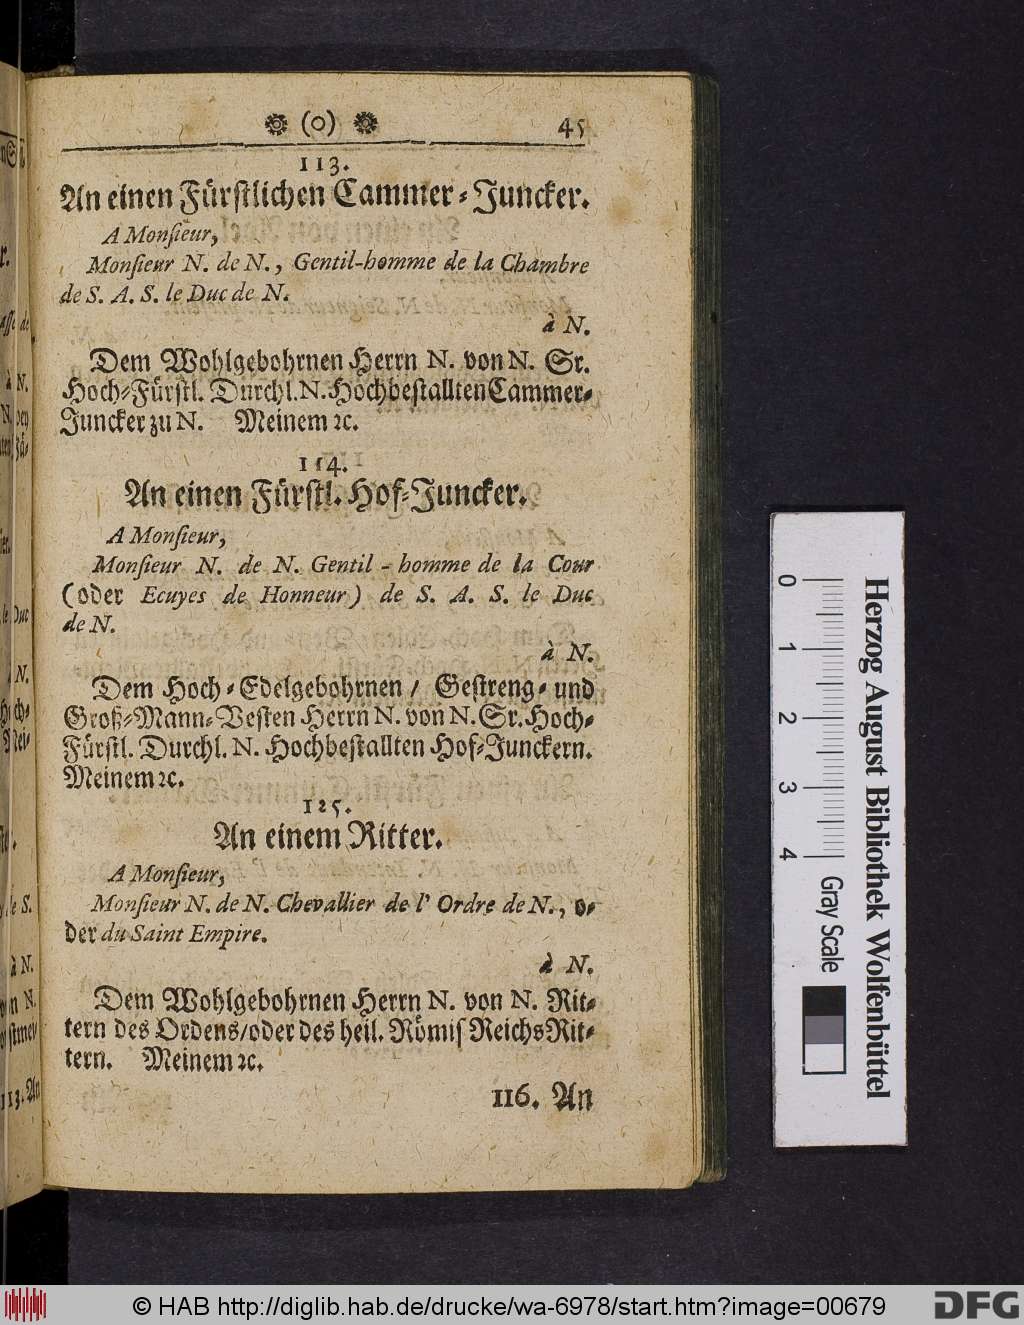 (o) 45
113.
An einen Fürstlichen Cammer-Juncker.
A Monsieur,
Monsieur N. de N., Gentil-homme de la Chambre
de S. A. S. le Duc de N.
à N.
Dem Wohlgebohrnen Herrn N. von N. Sr.
Hoch-Fürstl. Durchl. N. Hochbestallten Cammer-
Juncker zu N. Meinem ꝛc.
114.
An einen Fürstl. Hof-Juncker.
A Monsieur,
Monsieur N. de N. Gentil-homme de la Cour
(oder Ecuyes de Honneur) de S. A. S. le Duc
de N.
à N.
Dem Hoch-Edelgebohrnen / Gestreng- und
Groß-Mann-Vesten Herrn N. von N. Sr. Hoch-
Fürstl. Durchl. N. Hochbestallten Hof-Junckern.
Meinem ꝛc.
115.
An einem Ritter.
A Monsieur,
Monsieur N. de N. Chevallier de l' Ordre de N., o-
der du Saint Empire.
à N.
Dem Wohlgebohrnen Herrn N. von N. Rit-
tern des Ordens/oder des heil. Römis Reichs Rit-
tern. Meinem ꝛc.
116. An
0 1 2 3 4
Gray Scale
Herzog August Bibliothek Wolfenbüttel
© HAB http://diglib.hab.de/drucke/wa-6978/start.htm?image=00679
DFG